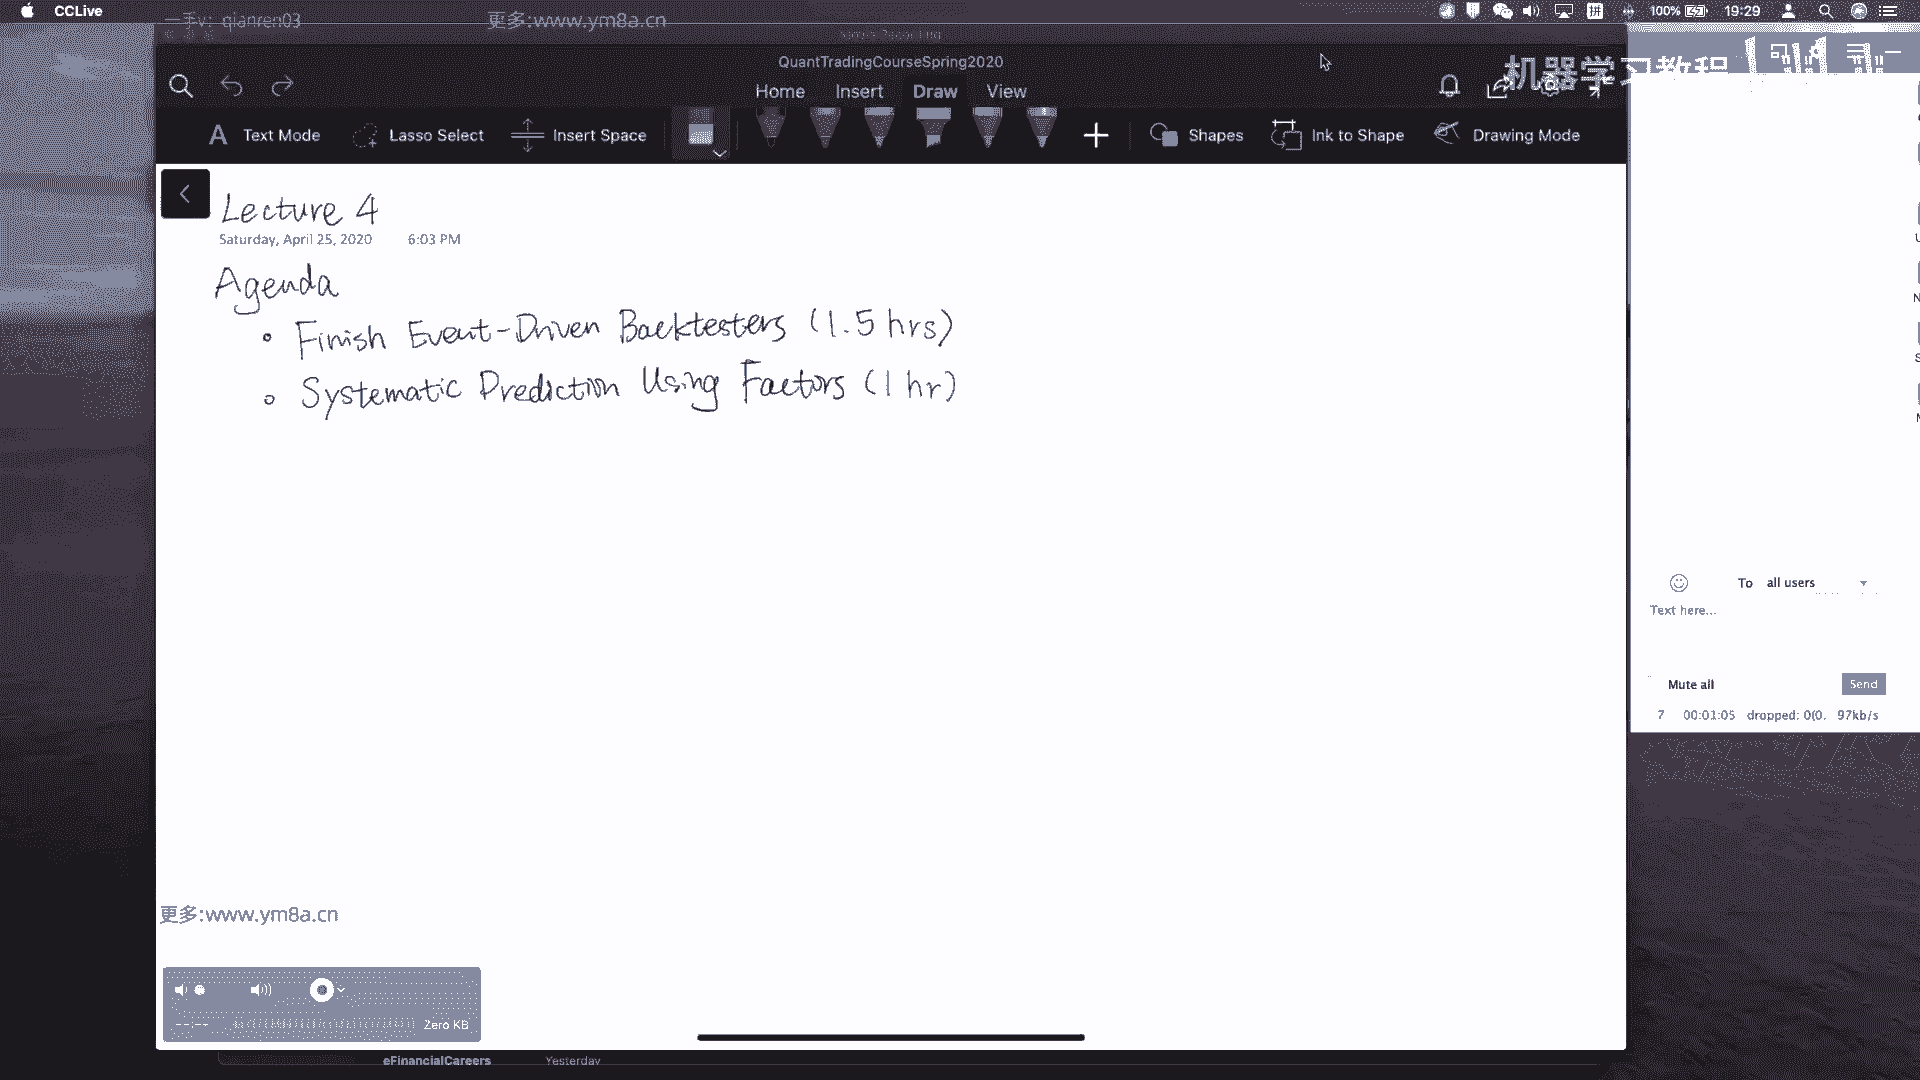 CCLive
100%
19:29
一手v: qianren03
更多:www.ym8a.cn
QuantTradingCourseSpring2020
机器学习教程
Home Insert Draw View
Text Mode Lasso Select Insert Space Shapes Ink to Shape Drawing Mode
Lecture 4
Saturday, April 25, 2020 6:03 PM
Agenda
• Finish Event-Driven Backtesters (1.5 hrs)
• Systematic Prediction Using Factors (1 hr)
To all users
Text here...
Mute all
Send
7 00:01:05 dropped: 0(0. 97kb/s
更多:www.ym8a.cn
--:-- Zero KB
eFinancialCareers Yesterday